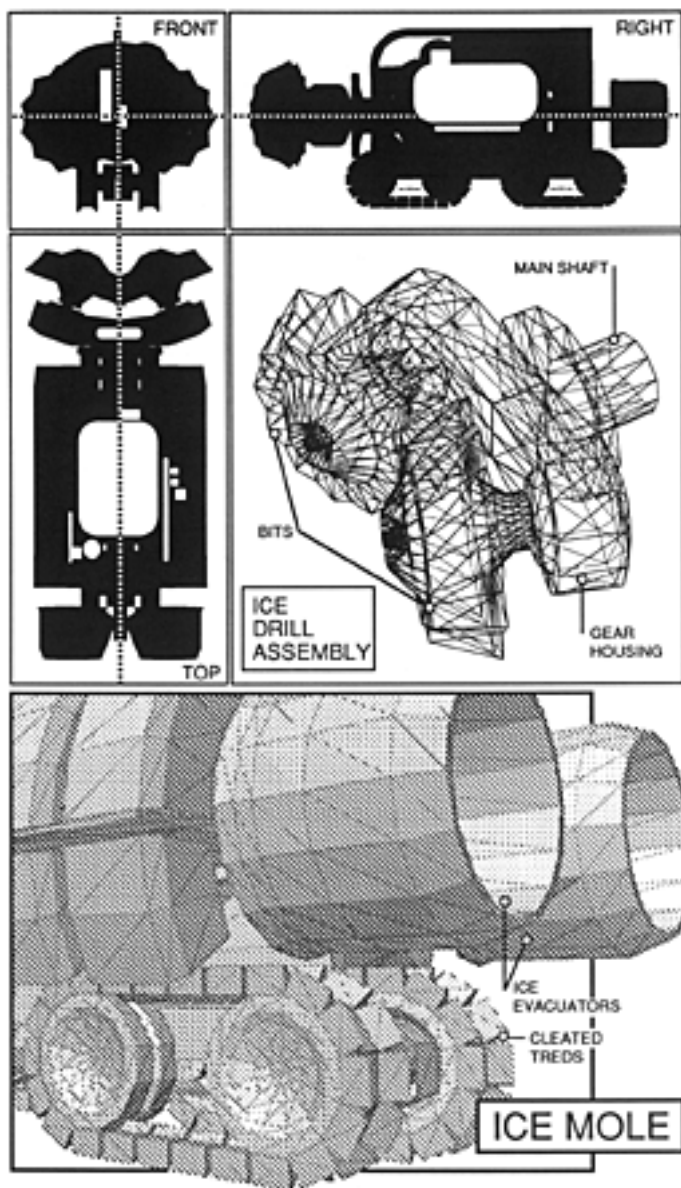 FRONT
RIGHT
TOP
MAIN SHAFT
BITS
ICE
DRILL
ASSEMBLY
GEAR
HOUSING
ICE
EVACUATORS
CLEATED
TREDS
ICE MOLE